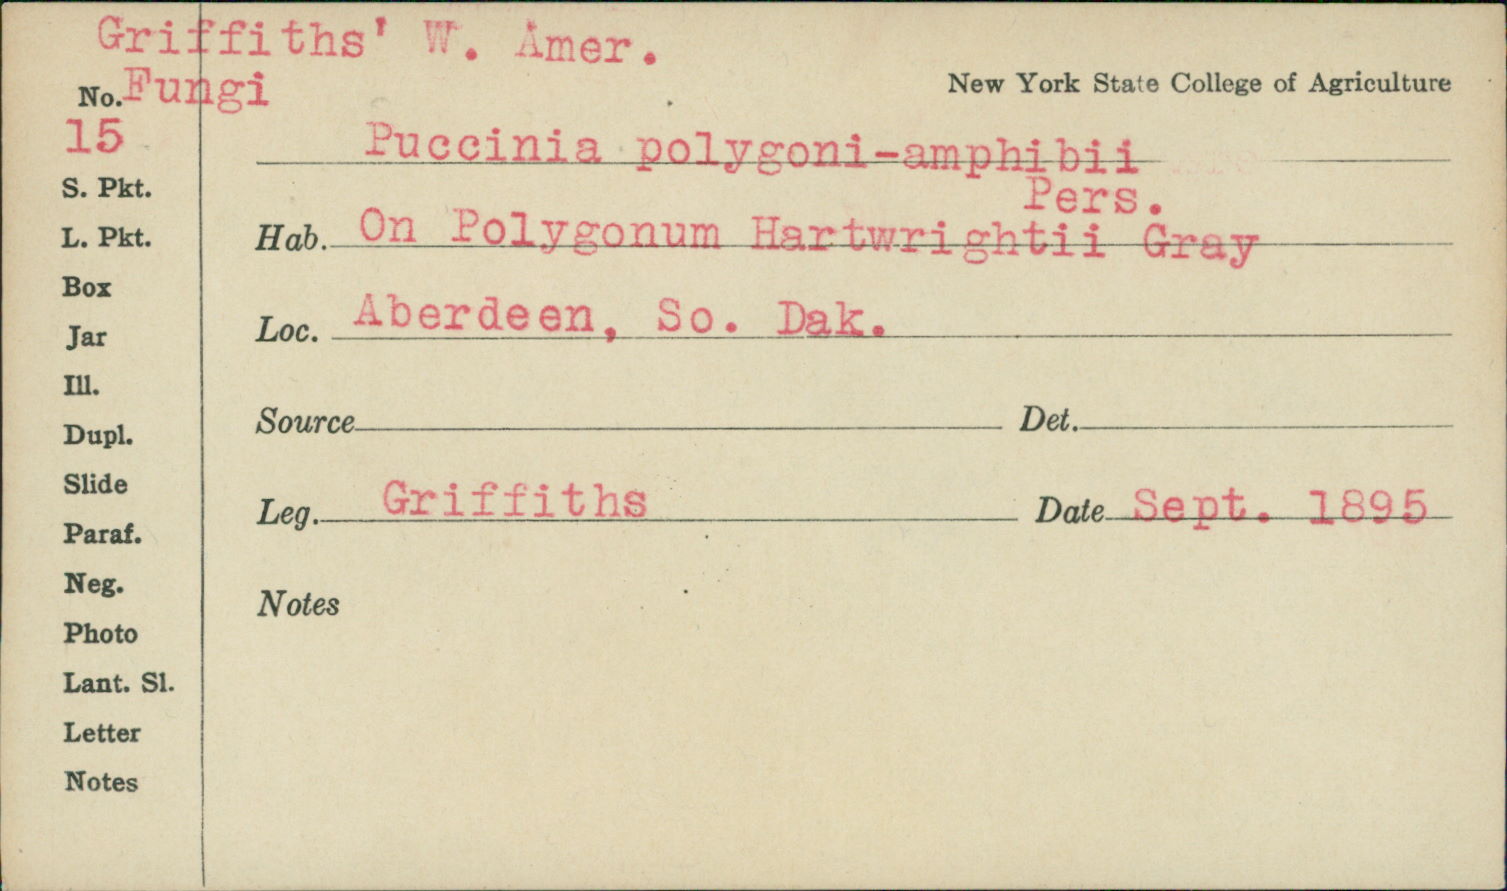 Griffiths' W. Amer.
No. Fungi
15
New York State College of Agriculture
Puccinia polygoni-amphibii
Pers.
S. Pkt.
L. Pkt.
Box
Jar
Ill.
Dupl.
Slide
Paraf.
Neg.
Photo
Lant. Sl.
Letter
Notes
Hab. On Polygonum Hartwrightii Gray
Loc. Aberdeen, So. Dak.
Source Det.
Leg. Griffiths Date Sept. 1895
Notes